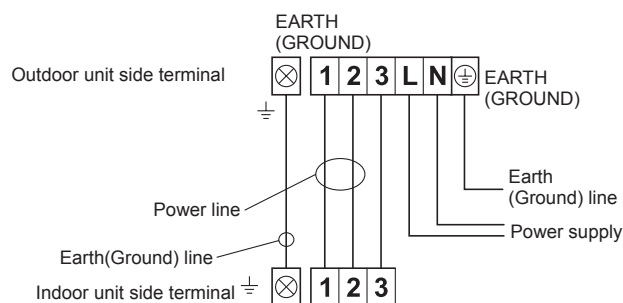 EARTH
(GROUND)
Outdoor unit side terminal
1 2 3 L N
EARTH
(GROUND)
Earth
(Ground) line
Power line
Power supply
Earth(Ground) line
Indoor unit side terminal
1 2 3